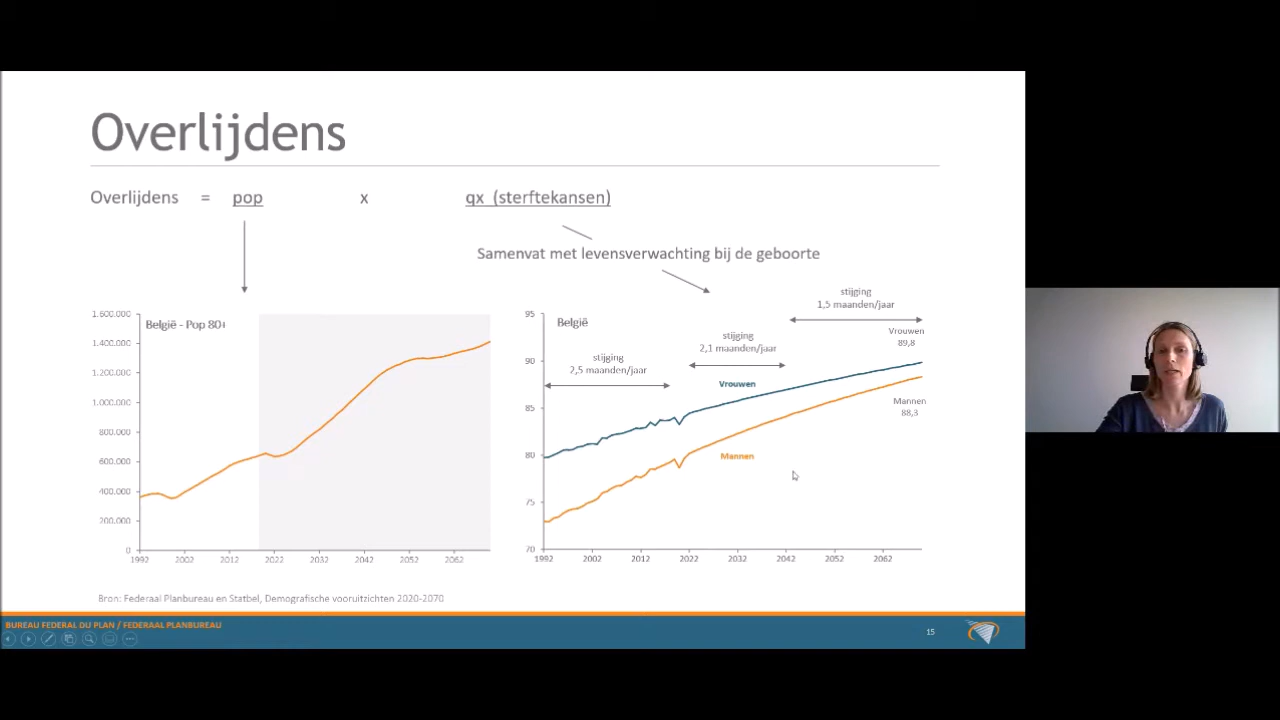 Overlijdens
Overlijdens = pop x qx (sterftekansen)
Samenvat met levensverwachting bij de geboorte
België - Pop 80+
1.600.000
1.400.000
1.200.000
1.000.000
800.000
600.000
400.000
200.000
0
1992 2002 2012 2022 2032 2042 2052 2062
België
stijging
2,5 maanden/jaar
stijging
2,1 maanden/jaar
stijging
1,5 maanden/jaar
Vrouwen
89,8
Vrouwen
Mannen
88,3
Mannen
95
90
85
80
75
70
1992 2002 2012 2022 2032 2042 2052 2062
Bron: Federaal Planbureau en Statbel, Demografische vooruitzichten 2020-2070
BUREAU FEDERAL DU PLAN / FEDERAAL PLANBUREAU
15